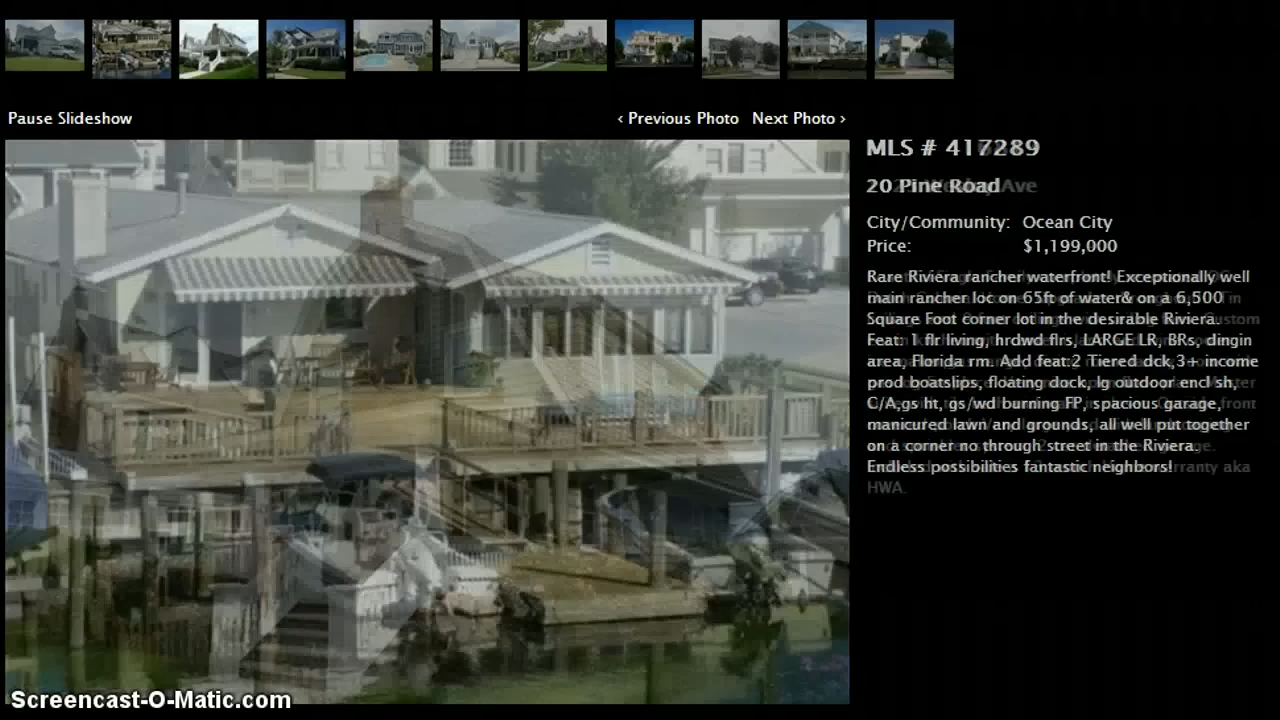 Pause Slideshow
‹ Previous Photo Next Photo ›
MLS # 417289
20 Pine Road
City/Community: Ocean City
Price: $1,199,000
Rare Riviera rancher waterfront! Exceptionally well
main rancher loc on 65ft of water& on a 6,500
Square Foot corner lot in the desirable Riviera.
Feat: 1 flr living, hrdwd flrs, LARGE LR, BRs, dingin
area, Florida rm. Add feat:2 Tiered dck,3+ income
prod boatslips, floating dock, lg outdoor encl sh,
C/A,gs ht, gs/wd burning FP, spacious garage,
manicured lawn and grounds, all well put together
on a corner no through street in the Riviera.
Endless possibilities fantastic neighbors!
HWA.
Screencast-O-Matic.com